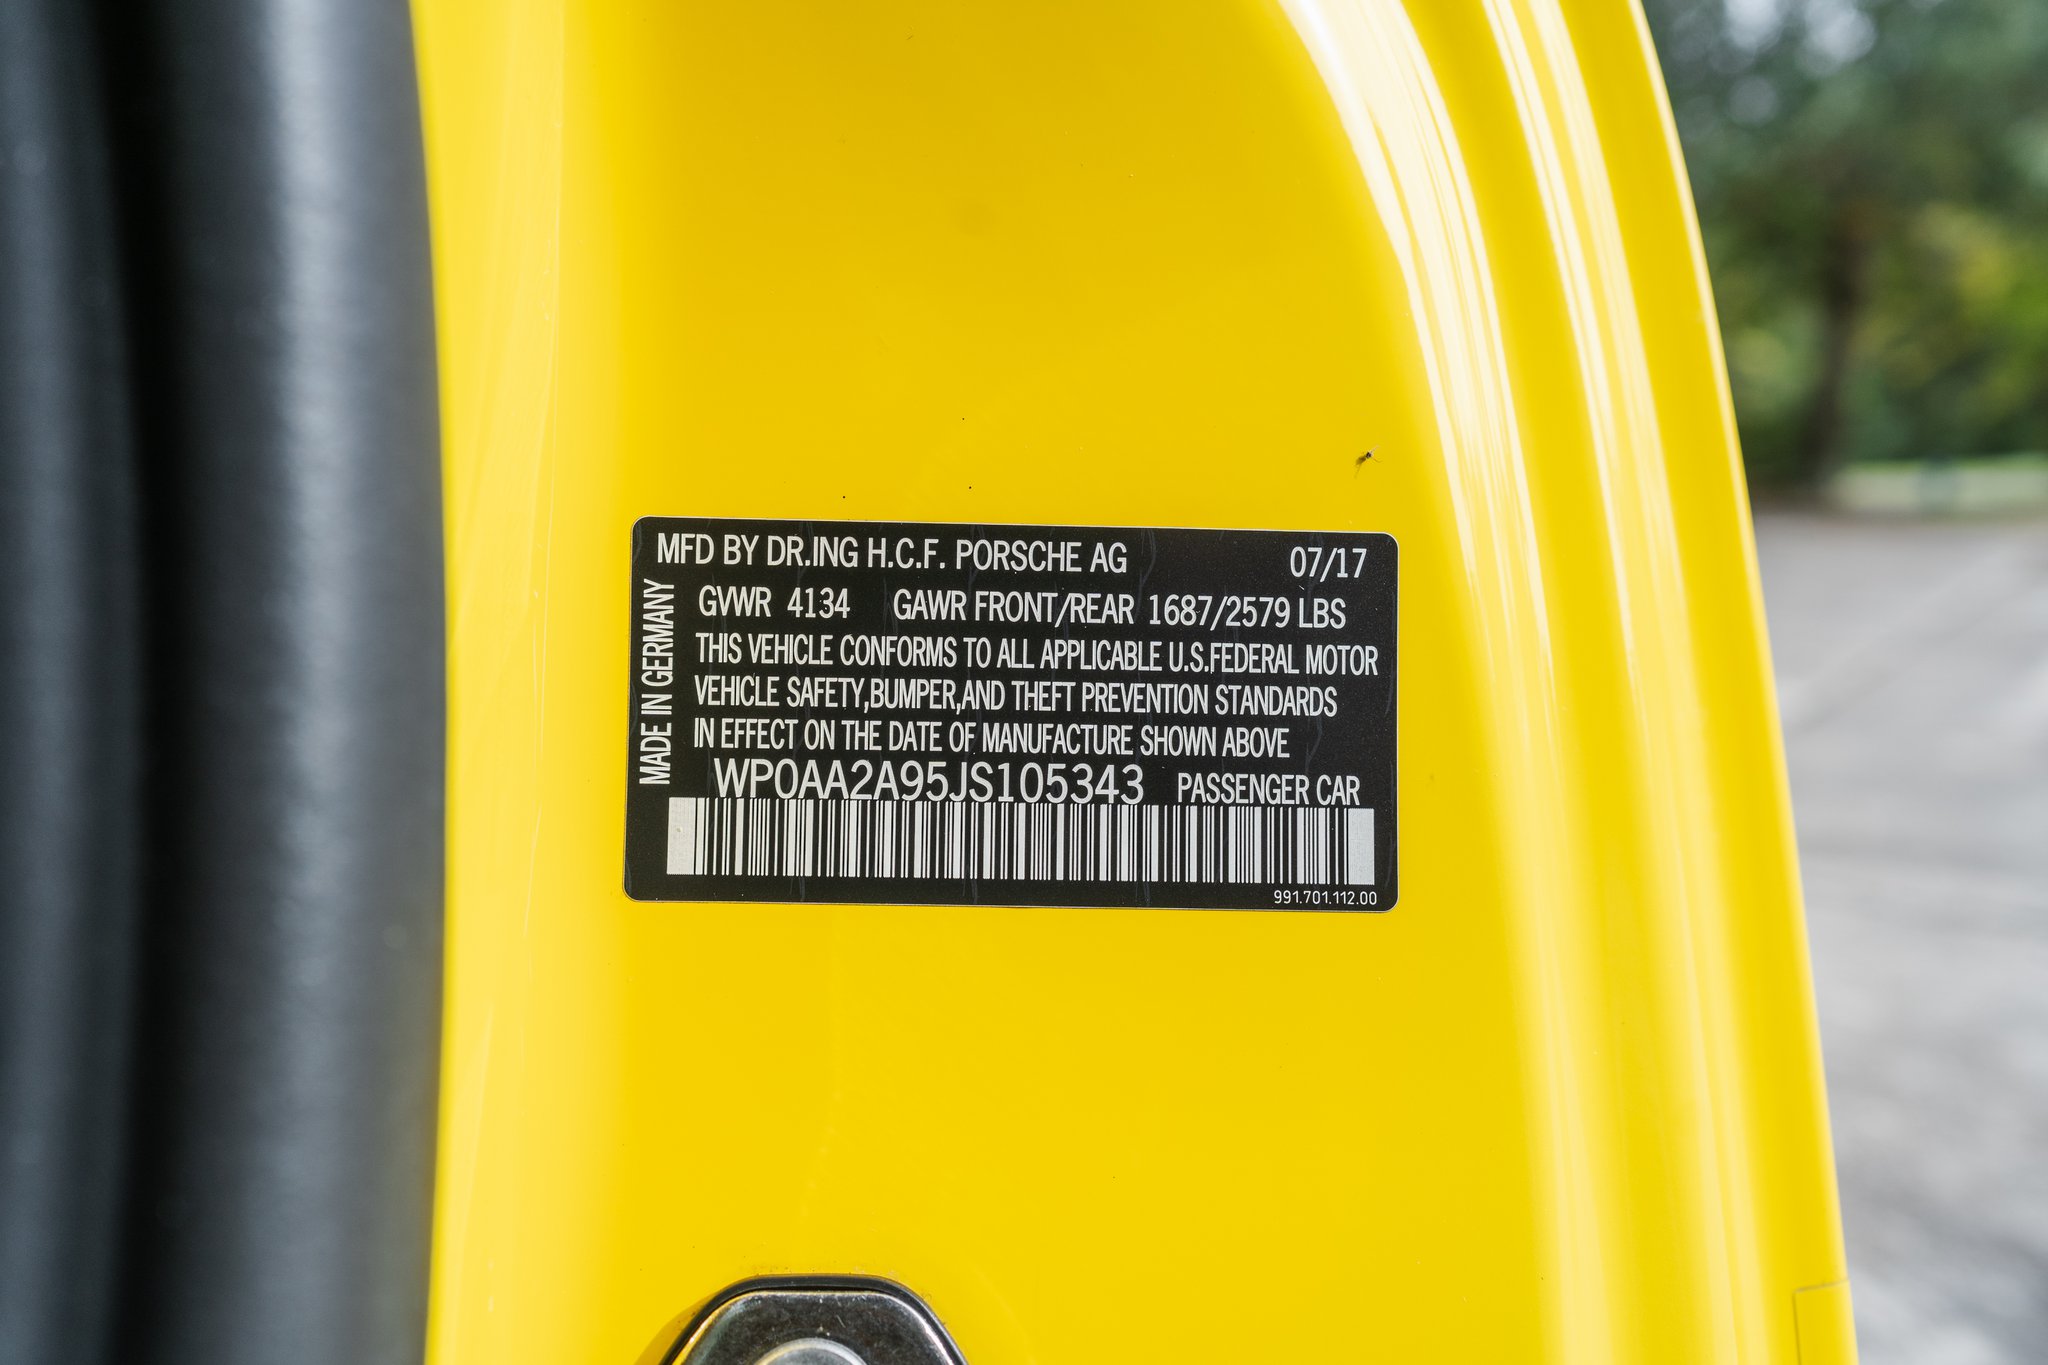 MFD BY DR.ING H.C.F. PORSCHE AG 07/17
MADE IN GERMANY
GVWR 4134 GAWR FRONT/REAR 1687/2579 LBS
THIS VEHICLE CONFORMS TO ALL APPLICABLE U.S.FEDERAL MOTOR
VEHICLE SAFETY,BUMPER,AND THEFT PREVENTION STANDARDS
IN EFFECT ON THE DATE OF MANUFACTURE SHOWN ABOVE
WP0AA2A95JS105343 PASSENGER CAR
991.701.112.00